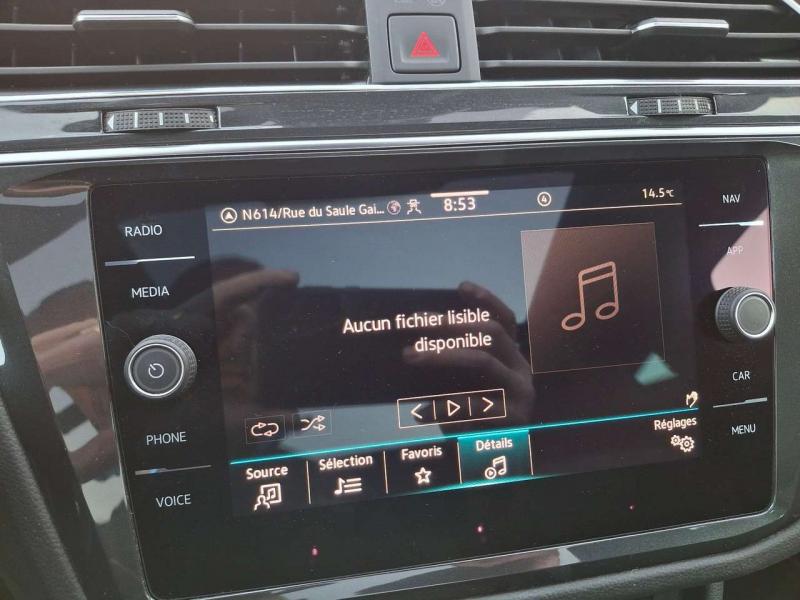 RADIO
MEDIA
PHONE
VOICE
N614/Rue du Saule Gai...
8:53
4
14.5°C
Aucun fichier lisible
disponible
Source
Sélection
Favoris
Détails
Réglages
NAV
APP
CAR
MENU